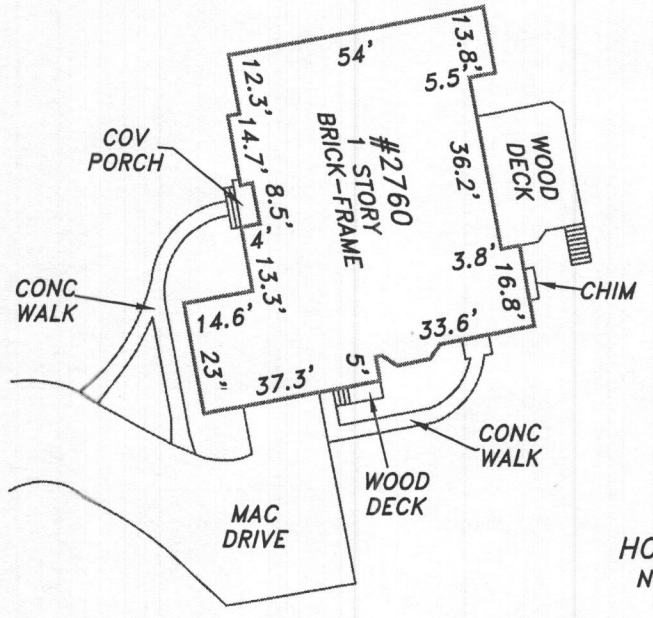 54'
13.8'
5.5'
12.3'
COV
PORCH
14.7'
8.5'
4'
13.3'
#2760
1 STORY
BRICK-FRAME
36.2'
WOOD
DECK
3.8'
16.8'
CHIM
CONC
WALK
14.6'
23"
37.3'
5'
33.6'
WOOD
DECK
CONC
WALK
MAC
DRIVE
HO
N